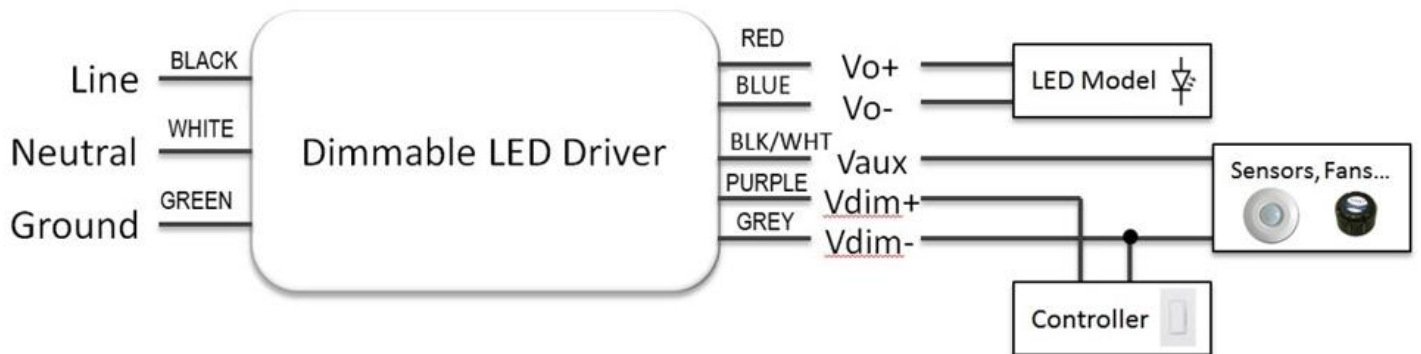 Line
BLACK
Neutral
WHITE
Ground
GREEN
Dimmable LED Driver
RED
BLUE
BLK/WHT
PURPLE
GREY
Vo+
Vo-
Vaux
Vdim+
Vdim-
LED Model
Sensors, Fans...
Controller